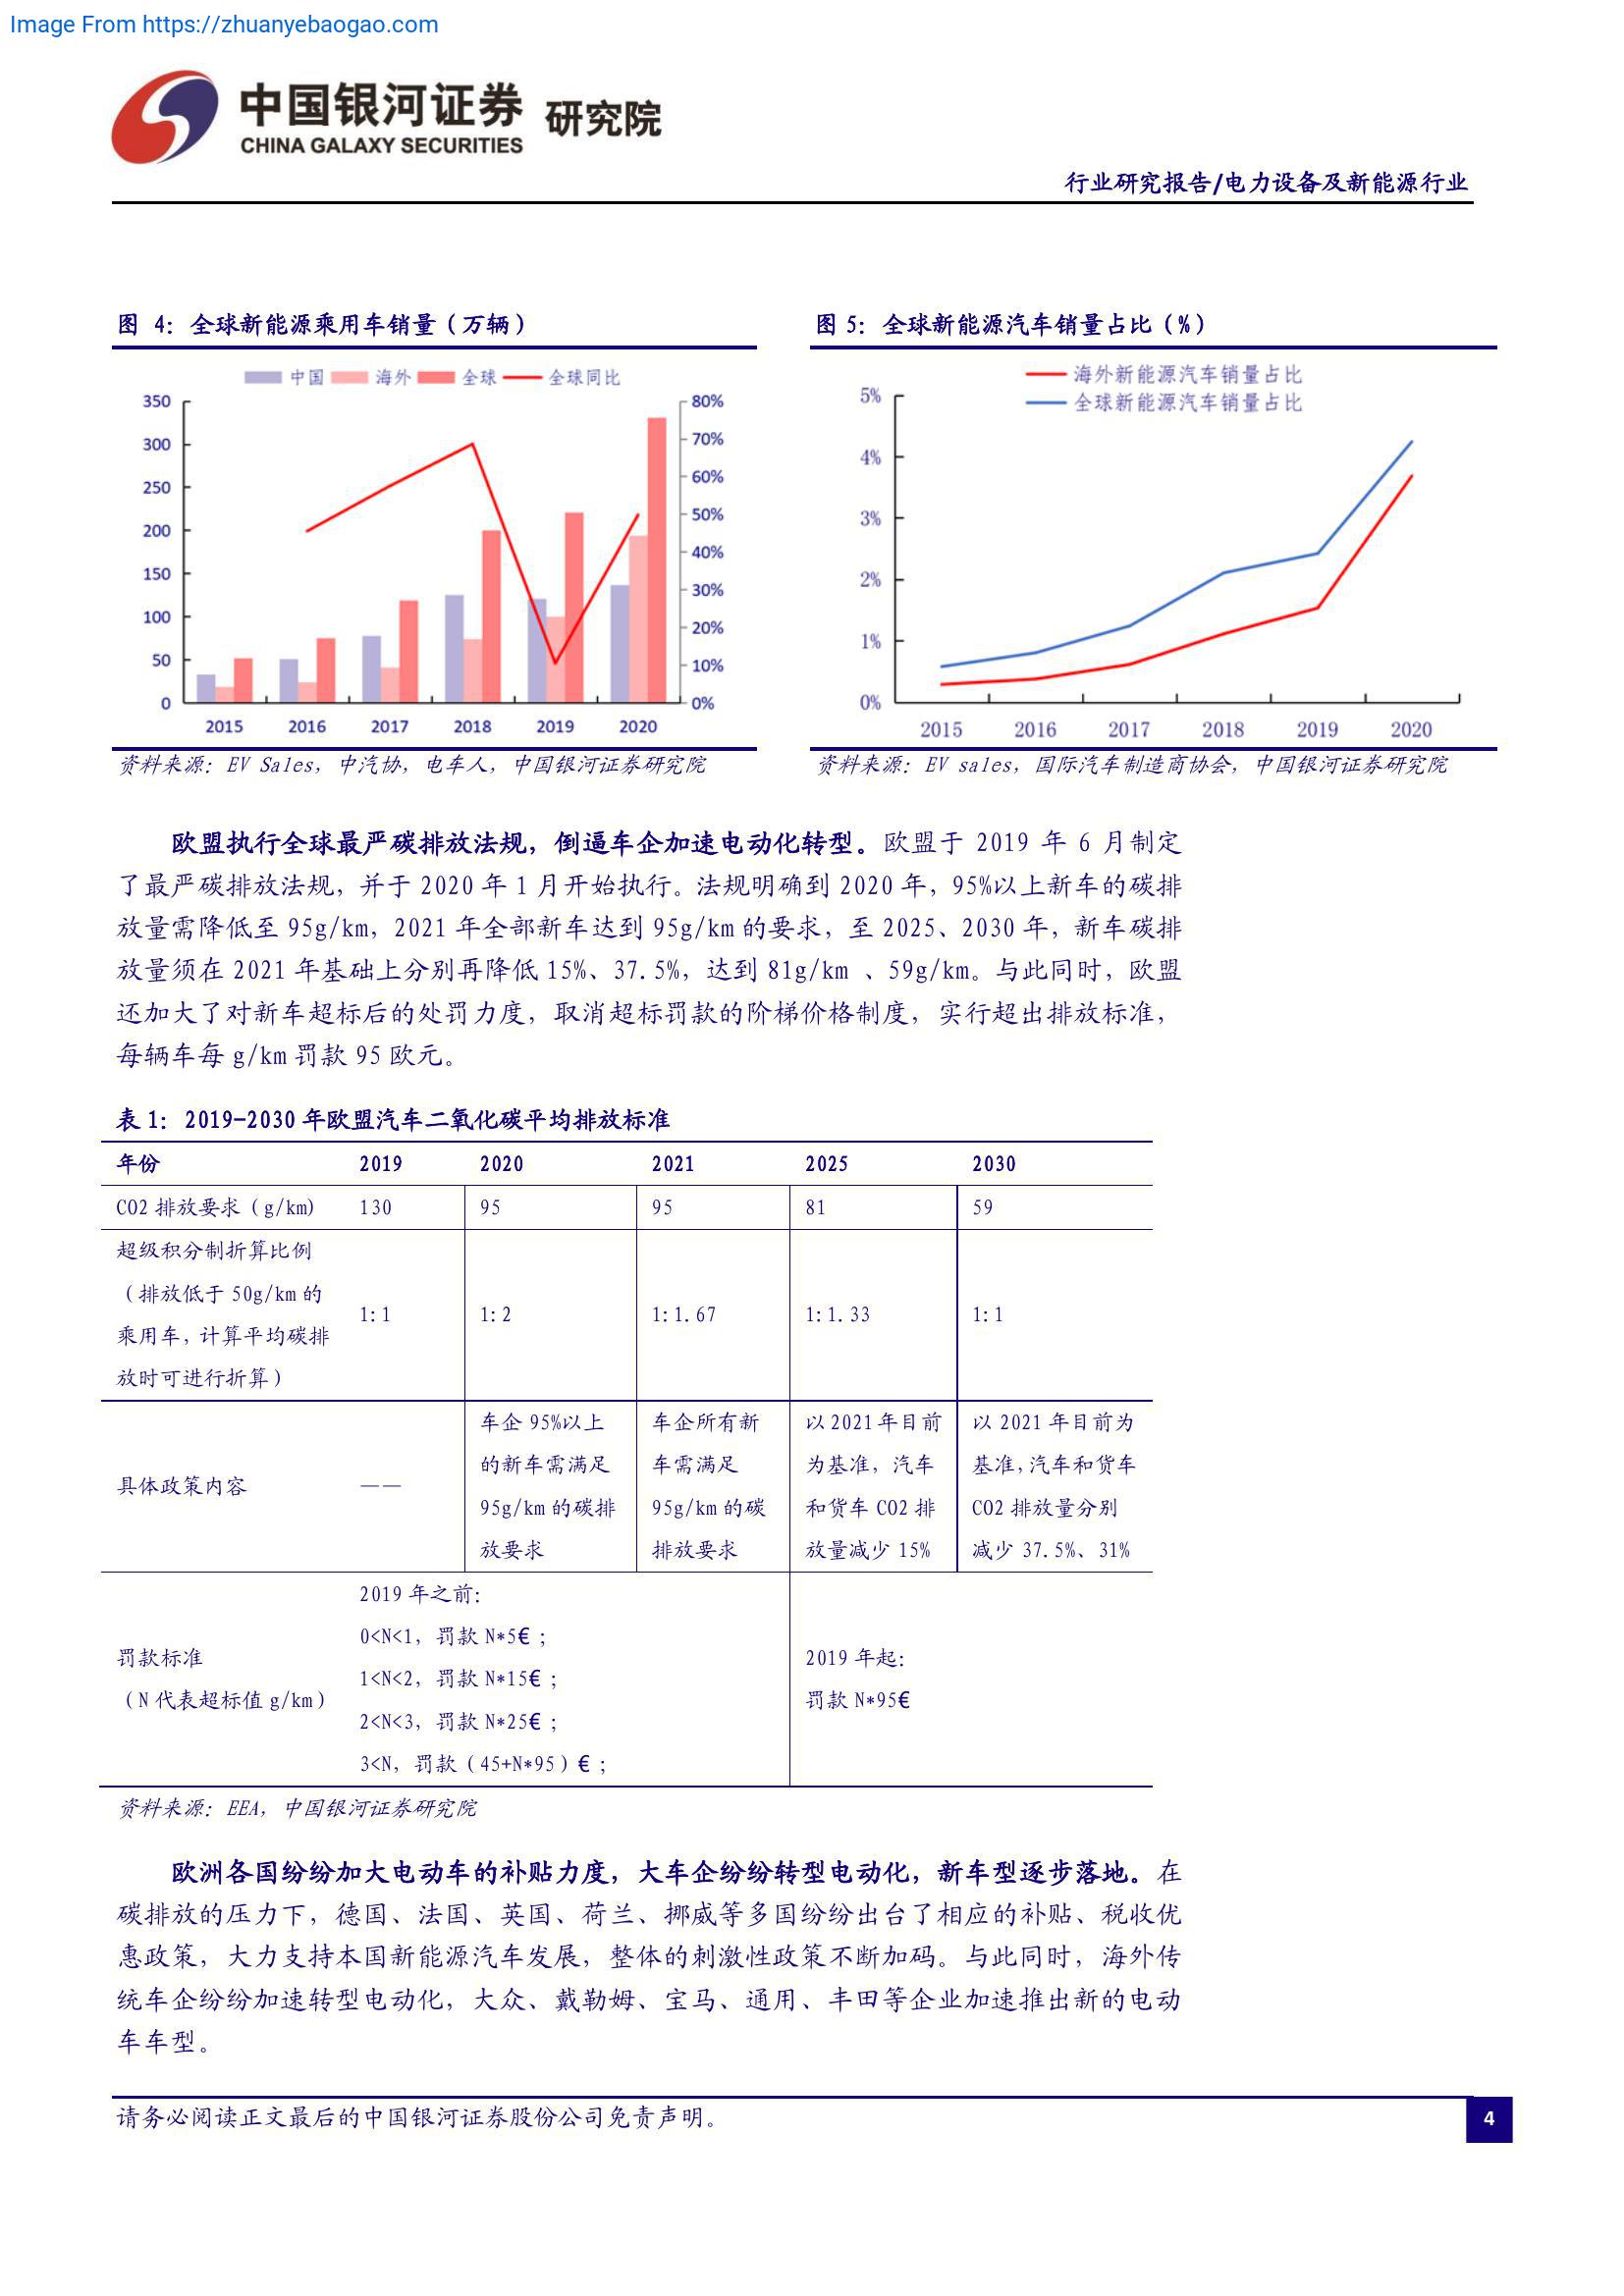 Image From https://zhuanyebaogao.com
中国银河证券 研究院
CHINA GALAXY SECURITIES
行业研究报告/电力设备及新能源行业
图 4：全球新能源乘用车销量（万辆）
中国 海外 全球 全球同比
350
300
250
200
150
100
50
0
80%
70%
60%
50%
40%
30%
20%
10%
0%
2015 2016 2017 2018 2019 2020
资料来源：EV Sales，中汽协，电车人，中国银河证券研究院
图 5：全球新能源汽车销量占比（%）
海外新能源汽车销量占比
全球新能源汽车销量占比
5%
4%
3%
2%
1%
0%
2015 2016 2017 2018 2019 2020
资料来源：EV sales，国际汽车制造商协会，中国银河证券研究院
欧盟执行全球最严碳排放法规，倒逼车企加速电动化转型。欧盟于 2019 年 6 月制定
了最严碳排放法规，并于 2020 年 1 月开始执行。法规明确到 2020 年，95%以上新车的碳排
放量需降低至 95g/km，2021 年全部新车达到 95g/km 的要求，至 2025、2030 年，新车碳排
放量须在 2021 年基础上分别再降低 15%、37.5%，达到 81g/km 、59g/km。与此同时，欧盟
还加大了对新车超标后的处罚力度，取消超标罚款的阶梯价格制度，实行超出排放标准，
每辆车每 g/km 罚款 95 欧元。
表 1：2019-2030 年欧盟汽车二氧化碳平均排放标准
年份 2019 2020 2021 2025 2030
CO2 排放要求（g/km） 130 95 95 81 59
超级积分制折算比例
（排放低于 50g/km 的
乘用车，计算平均碳排
放时可进行折算）
1:1 1:2 1:1.67 1:1.33 1:1
具体政策内容
——
车企 95%以上
的新车需满足
95g/km 的碳排
放要求
车企所有新
车需满足
95g/km 的碳
排放要求
以 2021 年目前
为基准，汽车
和货车 CO2 排
放量减少 15%
以 2021 年目前为
基准，汽车和货车
CO2 排放量分别
减少 37.5%、31%
罚款标准
（N 代表超标值 g/km）
2019 年之前：
0<N<1，罚款 N*5€；
1<N<2，罚款 N*15€；
2<N<3，罚款 N*25€；
3<N，罚款（45+N*95）€；
2019 年起：
罚款 N*95€
资料来源：EEA，中国银河证券研究院
欧洲各国纷纷加大电动车的补贴力度，大车企纷纷转型电动化，新车型逐步落地。在
碳排放的压力下，德国、法国、英国、荷兰、挪威等多国纷纷出台了相应的补贴、税收优
惠政策，大力支持本国新能源汽车发展，整体的刺激性政策不断加码。与此同时，海外传
统车企纷纷加速转型电动化，大众、戴勒姆、宝马、通用、丰田等企业加速推出新的电动
车车型。
请务必阅读正文最后的中国银河证券股份公司免责声明。
4